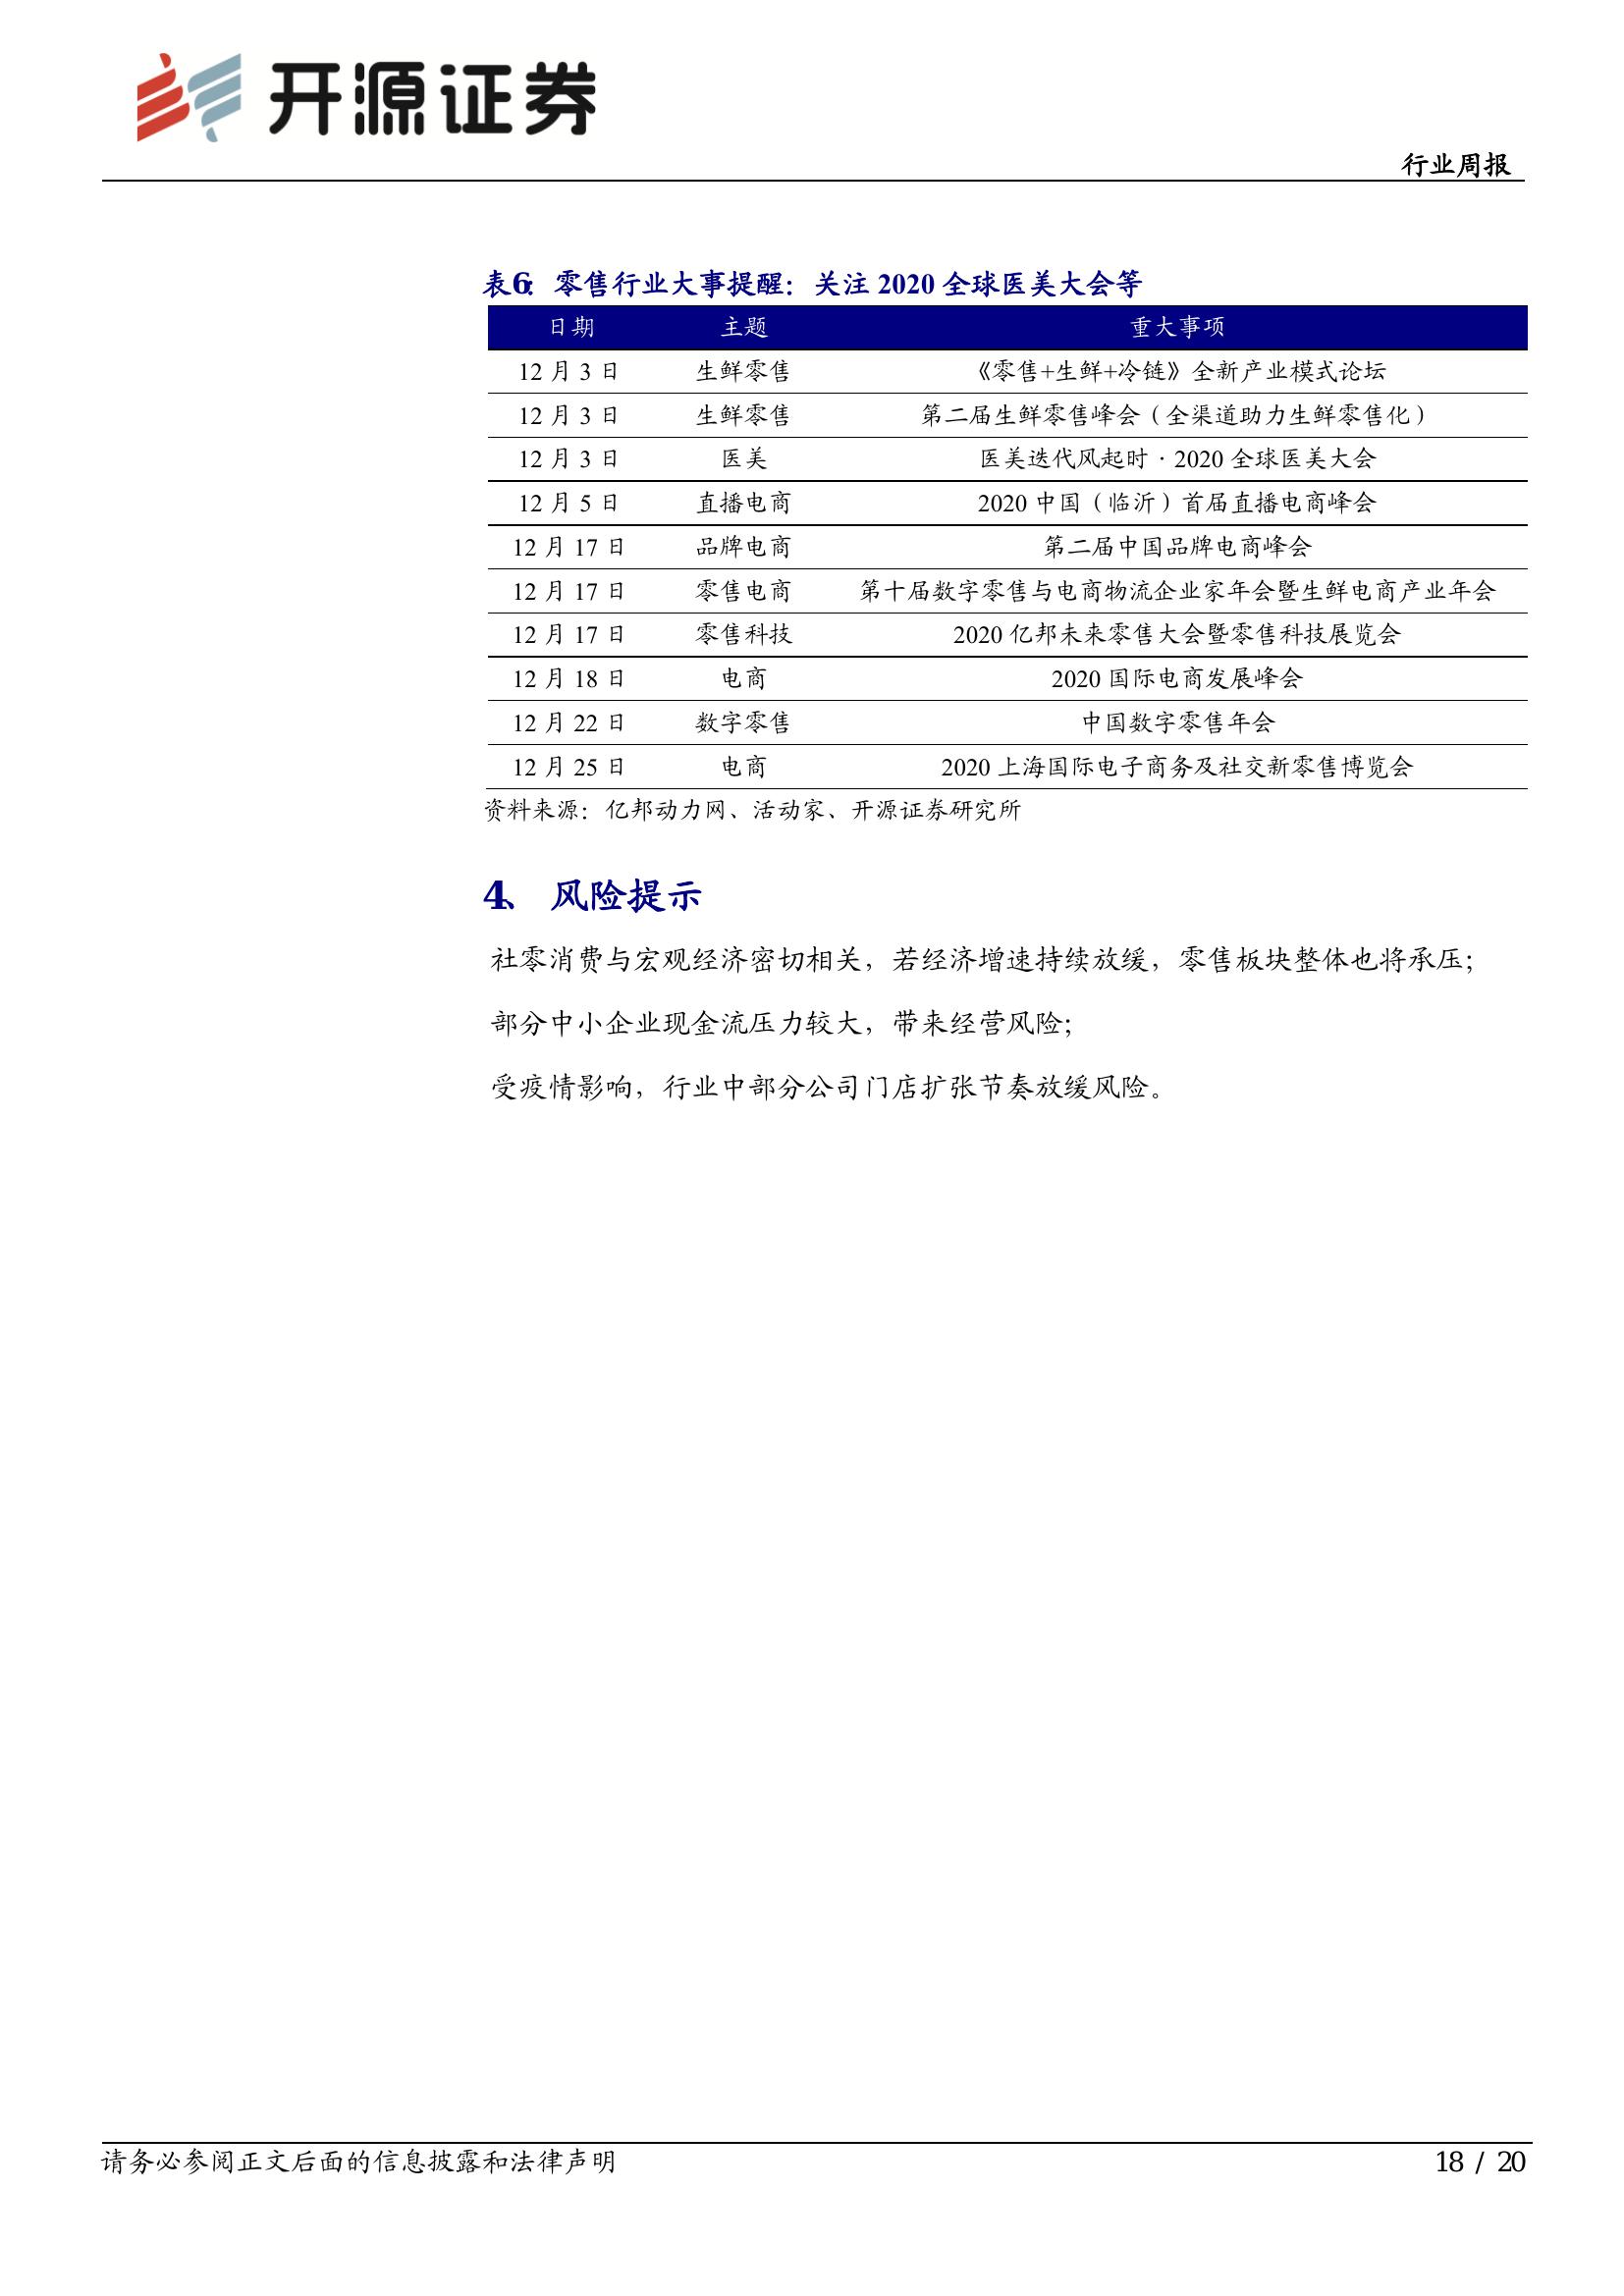 开源证券
行业周报
表6： 零售行业大事提醒：关注 2020 全球医美大会等
日期 主题 重大事项
12 月 3 日 生鲜零售 《零售+生鲜+冷链》全新产业模式论坛
12 月 3 日 生鲜零售 第二届生鲜零售峰会（全渠道助力生鲜零售化）
12 月 3 日 医美 医美迭代风起时·2020 全球医美大会
12 月 5 日 直播电商 2020 中国（临沂）首届直播电商峰会
12 月 17 日 品牌电商 第二届中国品牌电商峰会
12 月 17 日 零售电商 第十届数字零售与电商物流企业家年会暨生鲜电商产业年会
12 月 17 日 零售科技 2020 亿邦未来零售大会暨零售科技展览会
12 月 18 日 电商 2020 国际电商发展峰会
12 月 22 日 数字零售 中国数字零售年会
12 月 25 日 电商 2020 上海国际电子商务及社交新零售博览会
资料来源：亿邦动力网、活动家、开源证券研究所
4、 风险提示
社零消费与宏观经济密切相关，若经济增速持续放缓，零售板块整体也将承压；
部分中小企业现金流压力较大，带来经营风险；
受疫情影响，行业中部分公司门店扩张节奏放缓风险。
请务必参阅正文后面的信息披露和法律声明 18 / 20